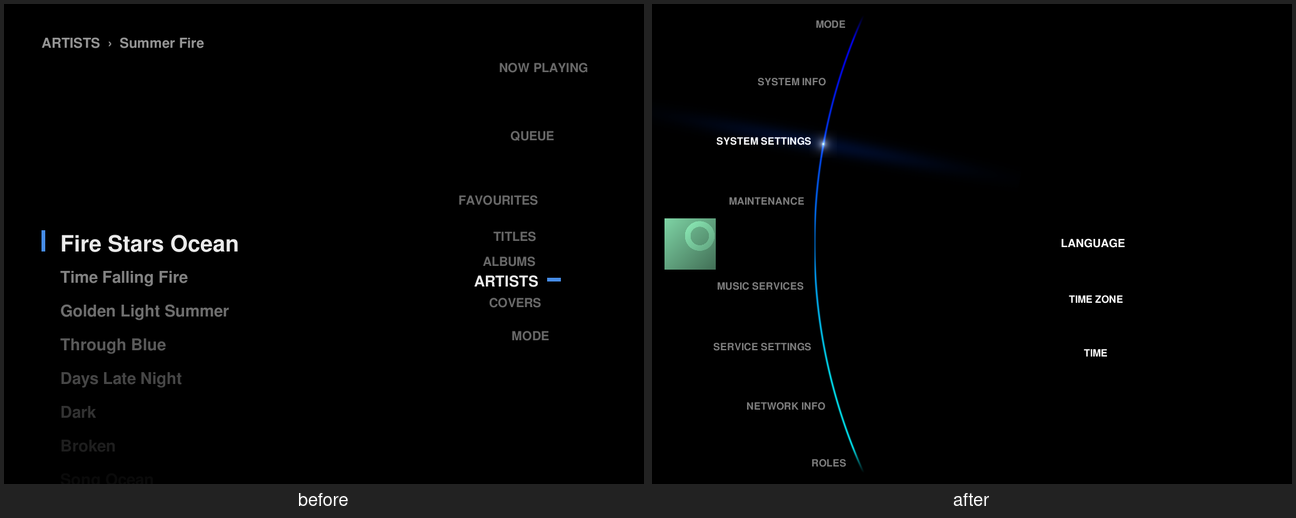 ARTISTS › Summer Fire
NOW PLAYING
QUEUE
FAVOURITES
TITLES
ALBUMS
ARTISTS
COVERS
MODE
Fire Stars Ocean
Time Falling Fire
Golden Light Summer
Through Blue
Days Late Night
Dark
Broken
Song Ocean
before
MODE
SYSTEM INFO
SYSTEM SETTINGS
MAINTENANCE
MUSIC SERVICES
SERVICE SETTINGS
NETWORK INFO
ROLES
LANGUAGE
TIME ZONE
TIME
after